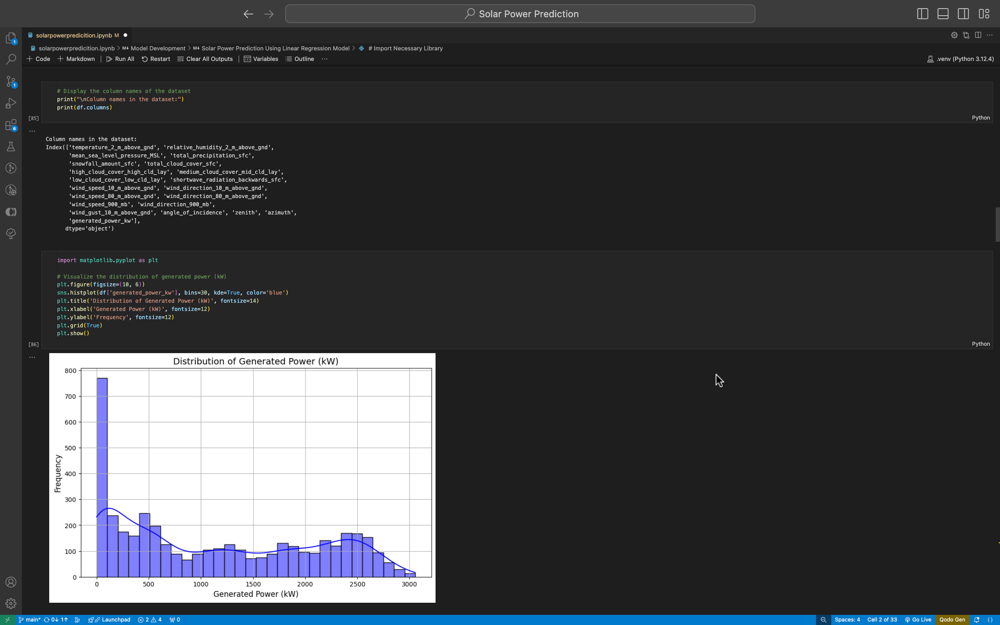 Solar Power Prediction
solarpowerpredicition.ipynb M
solarpowerpredicition.ipynb > M↓ Model Development > M↓ Solar Power Prediction Using Linear Regression Model > # Import Necessary Library
+ Code + Markdown | Run All Restart Clear All Outputs | Variables Outline ...
.venv (Python 3.12.4)
1
1
6
# Display the column names of the dataset
print("\nColumn names in the dataset:")
print(df.columns)
[85]
Python
...
Column names in the dataset:
Index(['temperature_2_m_above_gnd', 'relative_humidity_2_m_above_gnd',
'mean_sea_level_pressure_MSL', 'total_precipitation_sfc',
'snowfall_amount_sfc', 'total_cloud_cover_sfc',
'high_cloud_cover_high_cld_lay', 'medium_cloud_cover_mid_cld_lay',
'low_cloud_cover_low_cld_lay', 'shortwave_radiation_backwards_sfc',
'wind_speed_10_m_above_gnd', 'wind_direction_10_m_above_gnd',
'wind_speed_80_m_above_gnd', 'wind_direction_80_m_above_gnd',
'wind_speed_900_mb', 'wind_direction_900_mb',
'wind_gust_10_m_above_gnd', 'angle_of_incidence', 'zenith', 'azimuth',
'generated_power_kw'],
dtype='object')
import matplotlib.pyplot as plt
# Visualize the distribution of generated power (kW)
plt.figure(figsize=(10, 6))
sns.histplot(df['generated_power_kw'], bins=30, kde=True, color='blue')
plt.title('Distribution of Generated Power (kW)', fontsize=14)
plt.xlabel('Generated Power (kW)', fontsize=12)
plt.ylabel('Frequency', fontsize=12)
plt.grid(True)
plt.show()
[86]
Python
...
Distribution of Generated Power (kW)
800
700
600
500
400
300
200
100
0
Frequency
0 500 1000 1500 2000 2500 3000
Generated Power (kW)
main* 0↓ 1↑ Launchpad 2 4 0
Spaces: 4 Cell 2 of 33 Go Live Qodo Gen {}